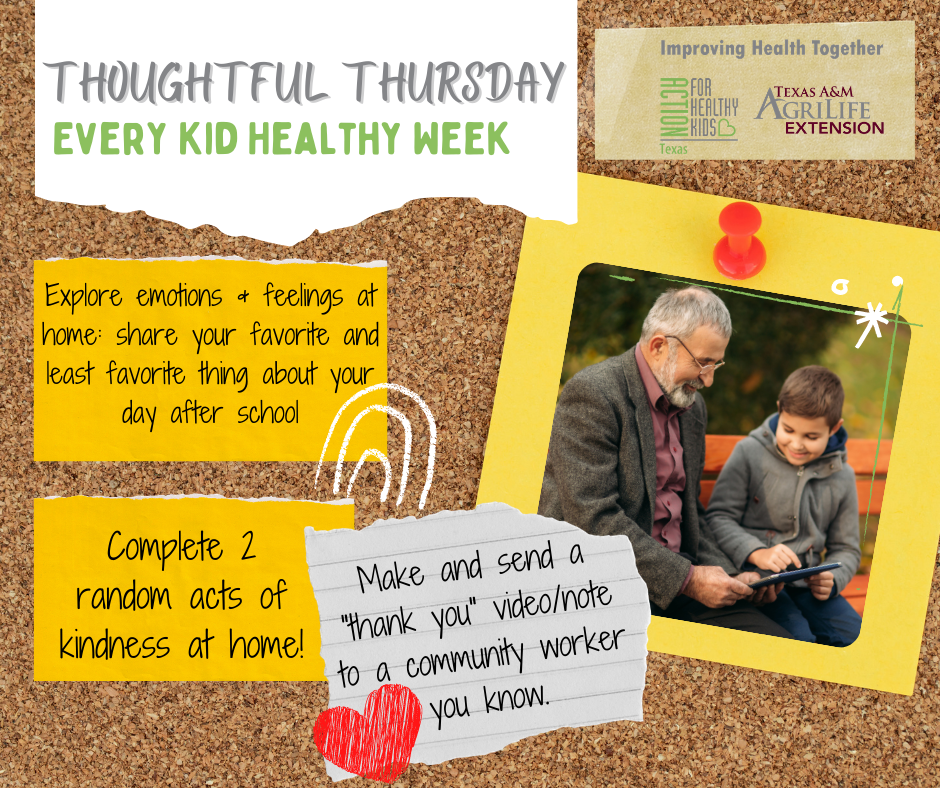 THOUGHTFUL THURSDAY
EVERY KID HEALTHY WEEK
Improving Health Together
ACTION
FOR
HEALTHY
KIDS
Texas
TEXAS A&M
AGRILIFE
EXTENSION
Explore emotions & feelings at
home: share your favorite and
least favorite thing about your
day after school
Complete 2
random acts of
kindness at home!
Make and send a
"thank you" video/note
to a community worker
you know.